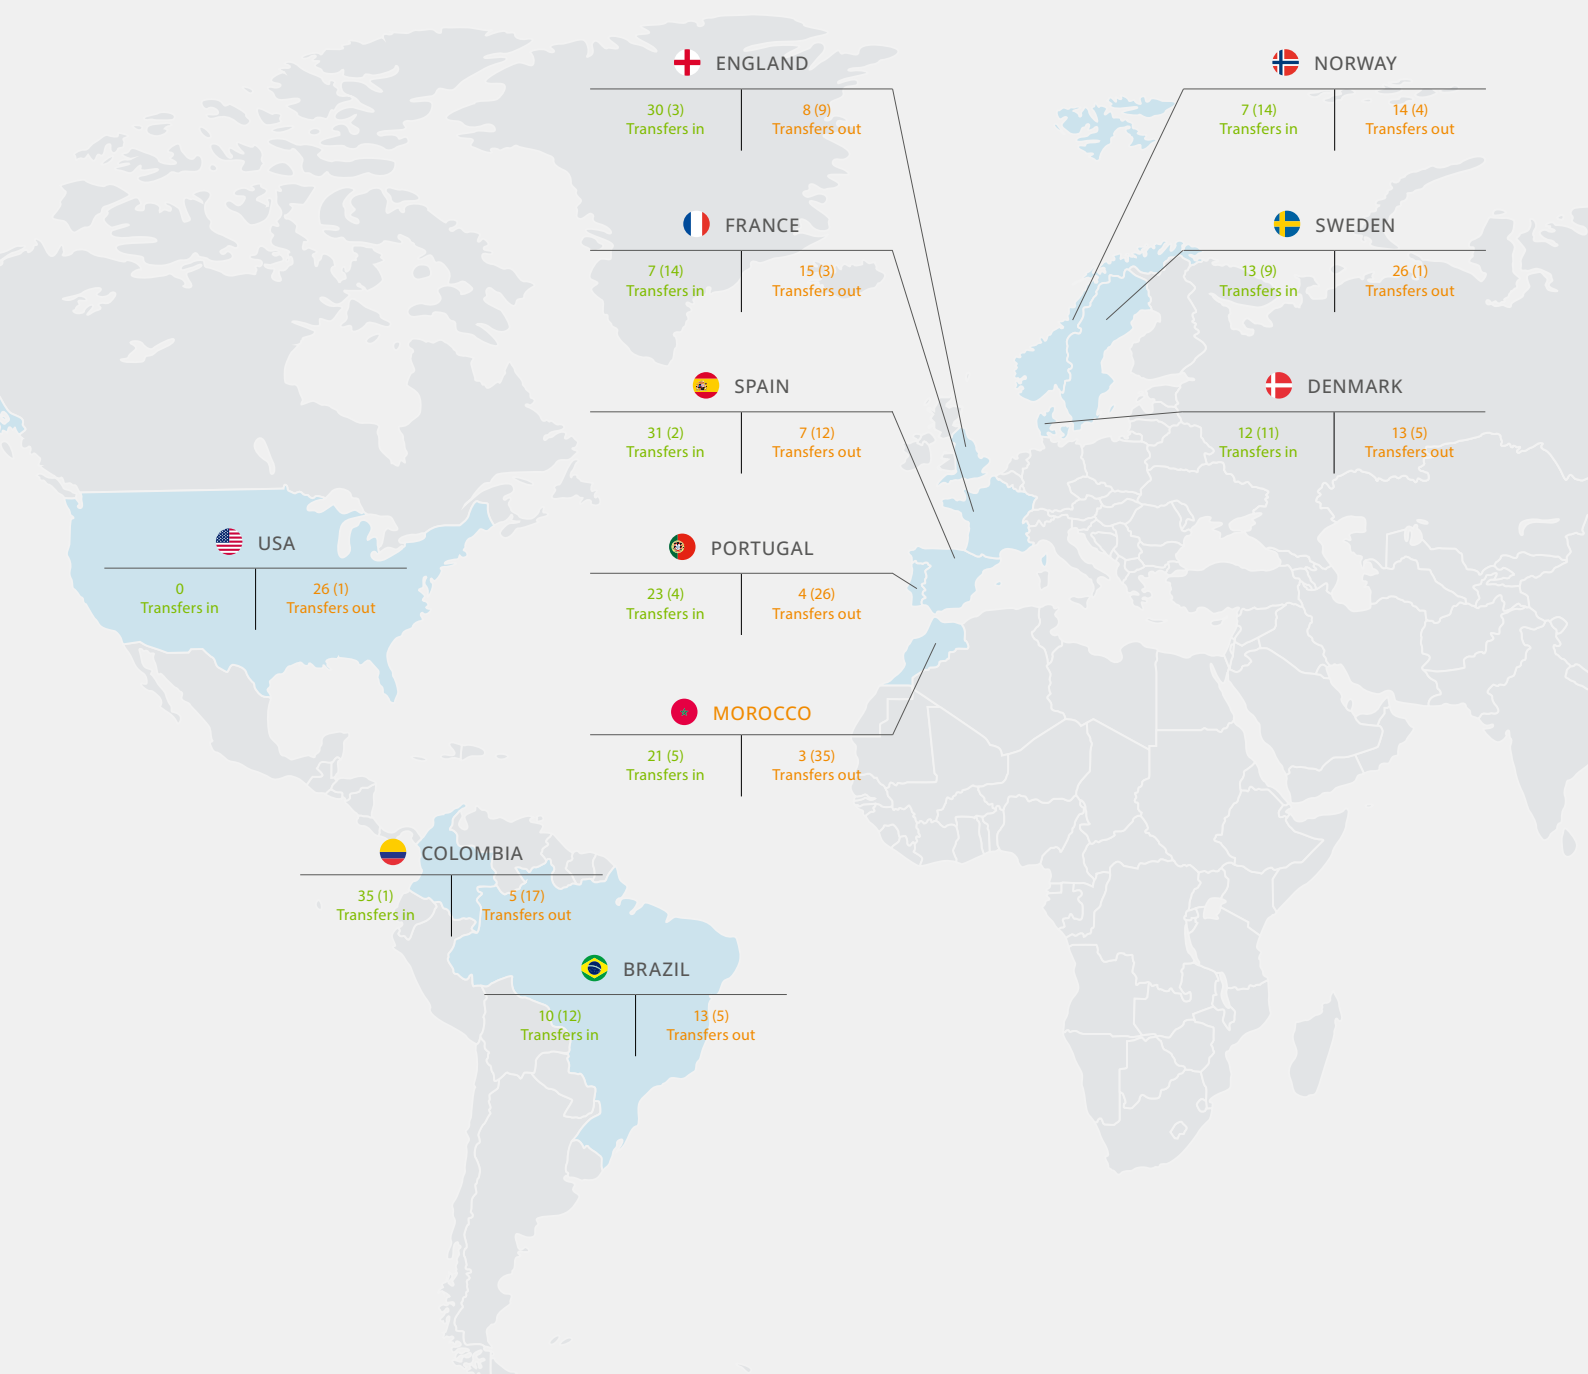 ENGLAND
30 (3)
Transfers in
8 (9)
Transfers out
NORWAY
7 (14)
Transfers in
14 (4)
Transfers out
FRANCE
7 (14)
Transfers in
15 (3)
Transfers out
SWEDEN
13 (9)
Transfers in
26 (1)
Transfers out
SPAIN
31 (2)
Transfers in
7 (12)
Transfers out
DENMARK
12 (11)
Transfers in
13 (5)
Transfers out
USA
0
Transfers in
26 (1)
Transfers out
PORTUGAL
23 (4)
Transfers in
4 (26)
Transfers out
MOROCCO
21 (5)
Transfers in
3 (35)
Transfers out
COLOMBIA
35 (1)
Transfers in
5 (17)
Transfers out
BRAZIL
10 (12)
Transfers in
13 (5)
Transfers out